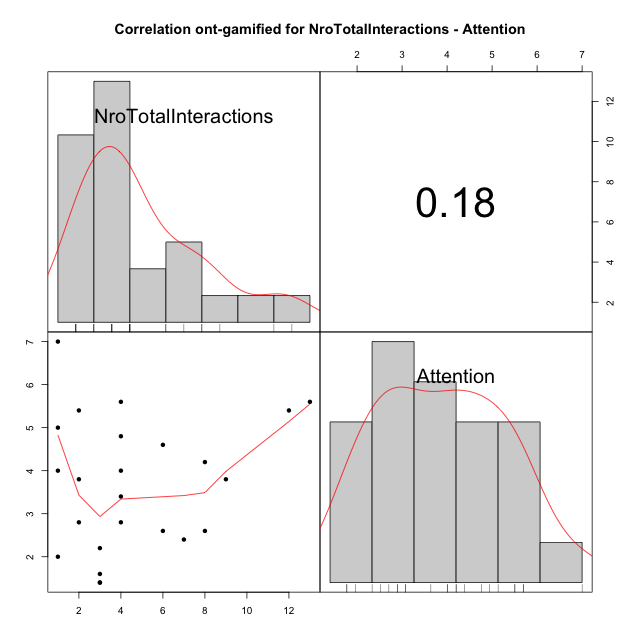 Correlation ont-gamified for NroTotalInteractions - Attention
2 3 4 5 6 7
NroTotalInteractions
0.18
12
10
8
6
4
2
Attention
7
6
5
4
3
2
2 4 6 8 10 12